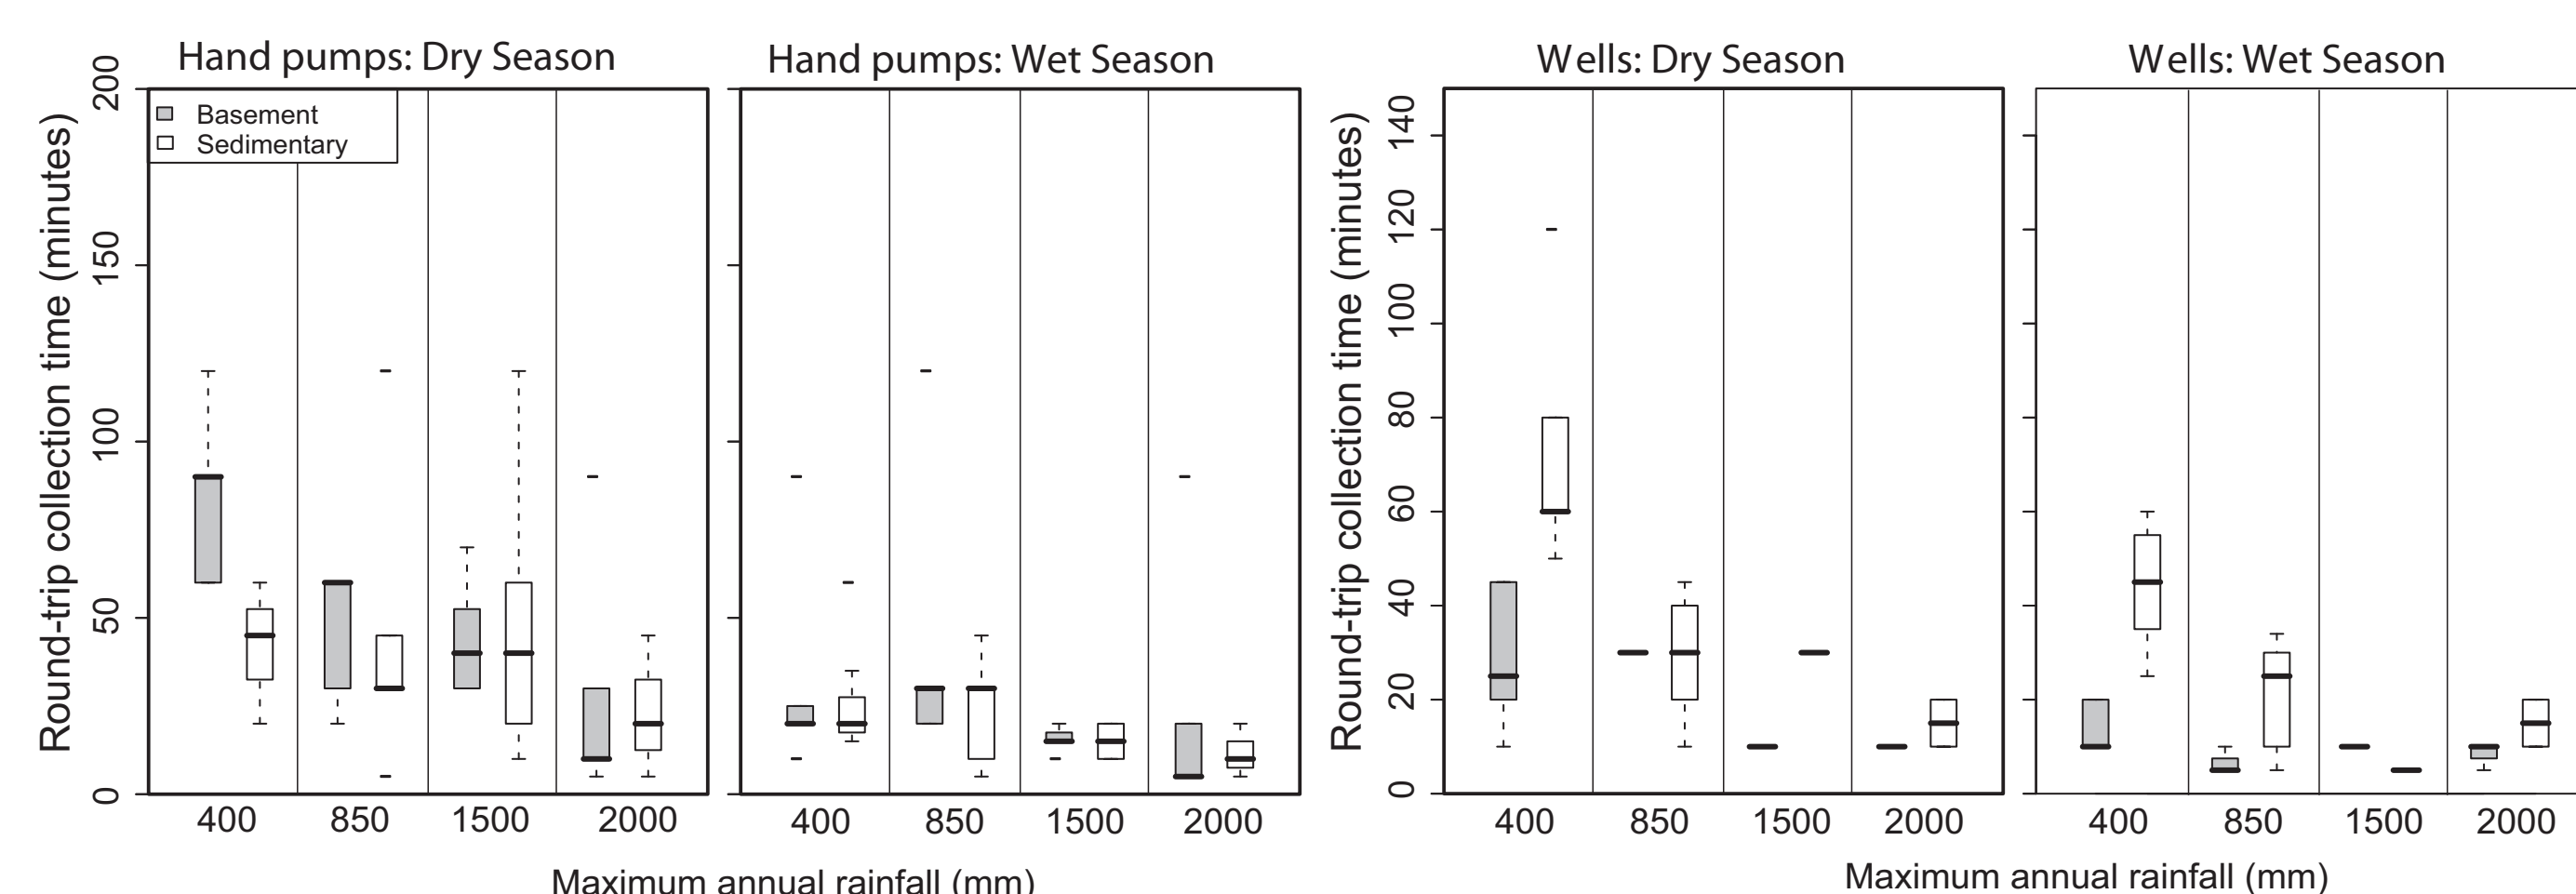 Hand pumps: Dry Season
Hand pumps: Wet Season
Wells: Dry Season
Wells: Wet Season
Basement
Sedimentary
Round-trip collection time (minutes)
200
150
100
50
0
Round-trip collection time (minutes)
140
120
100
80
60
40
20
0
400 850 1500 2000
400 850 1500 2000
400 850 1500 2000
400 850 1500 2000
Maximum annual rainfall (mm)
Maximum annual rainfall (mm)